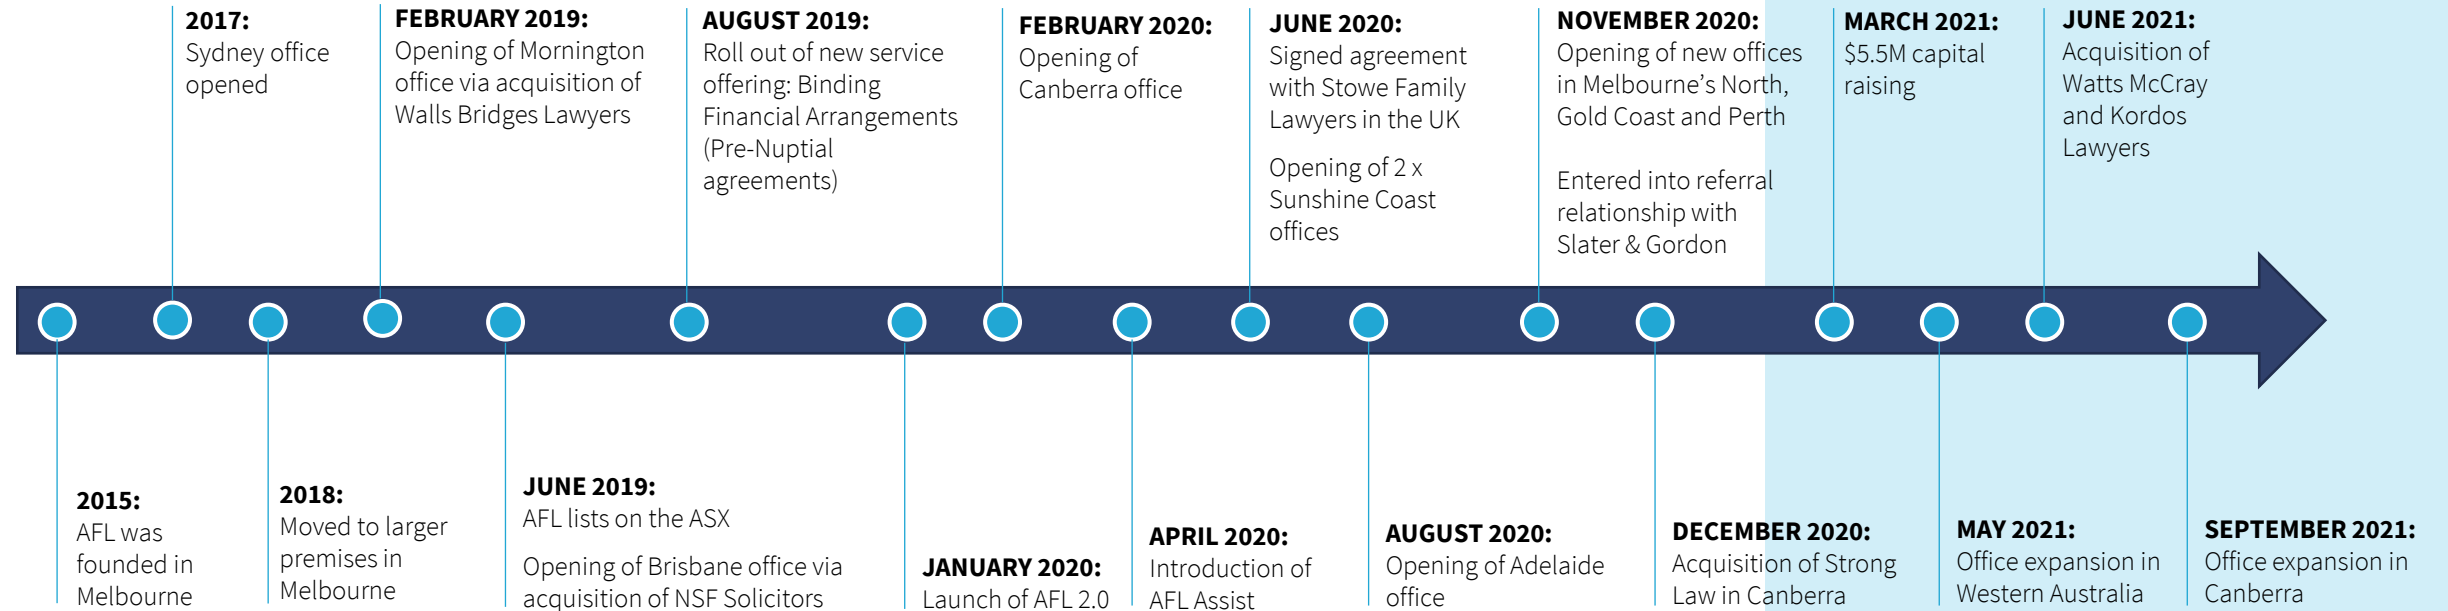 2017:
Sydney office
opened
FEBRUARY 2019:
Opening of Mornington
office via acquisition of
Walls Bridges Lawyers
AUGUST 2019:
Roll out of new service
offering: Binding
Financial Arrangements
(Pre-Nuptial
agreements)
FEBRUARY 2020:
Opening of
Canberra office
JUNE 2020:
Signed agreement
with Stowe Family
Lawyers in the UK
Opening of 2 x
Sunshine Coast
offices
NOVEMBER 2020:
Opening of new offices
in Melbourne’s North,
Gold Coast and Perth
Entered into referral
relationship with
Slater & Gordon
MARCH 2021:
$5.5M capital
raising
JUNE 2021:
Acquisition of
Watts McCray
and Kordos
Lawyers
2015:
AFL was
founded in
Melbourne
2018:
Moved to larger
premises in
Melbourne
JUNE 2019:
AFL lists on the ASX
Opening of Brisbane office via
acquisition of NSF Solicitors
JANUARY 2020:
Launch of AFL 2.0
APRIL 2020:
Introduction of
AFL Assist
AUGUST 2020:
Opening of Adelaide
office
DECEMBER 2020:
Acquisition of Strong
Law in Canberra
MAY 2021:
Office expansion in
Western Australia
SEPTEMBER 2021:
Office expansion in
Canberra